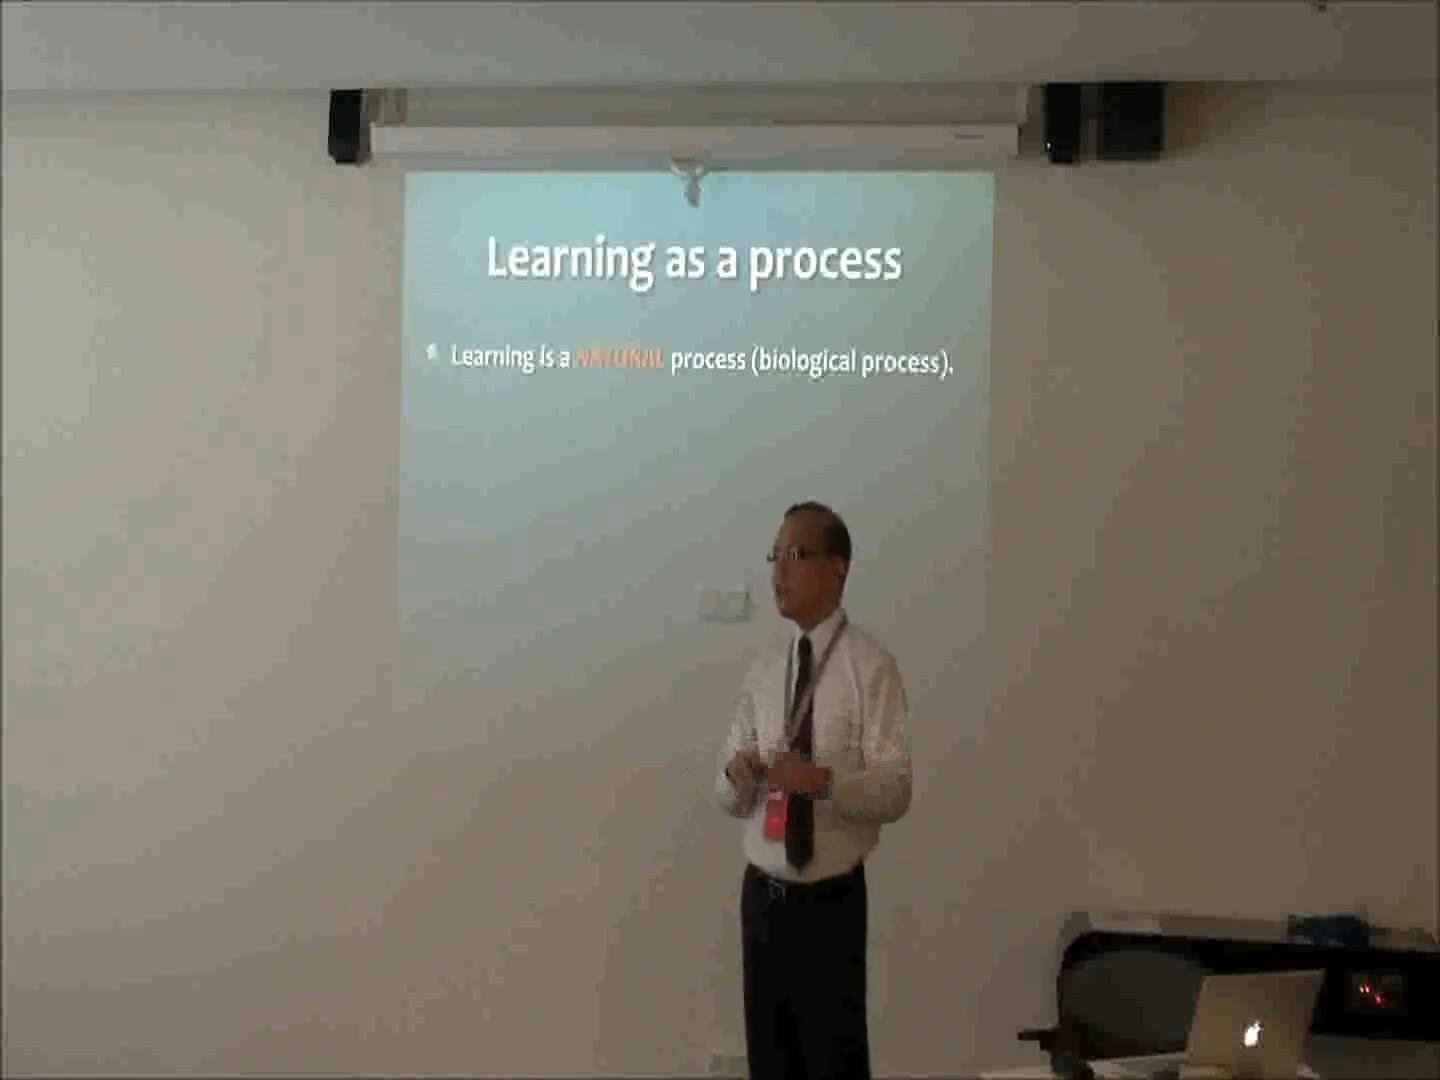 Learning as a process
Learning is a NATURAL process (biological process).